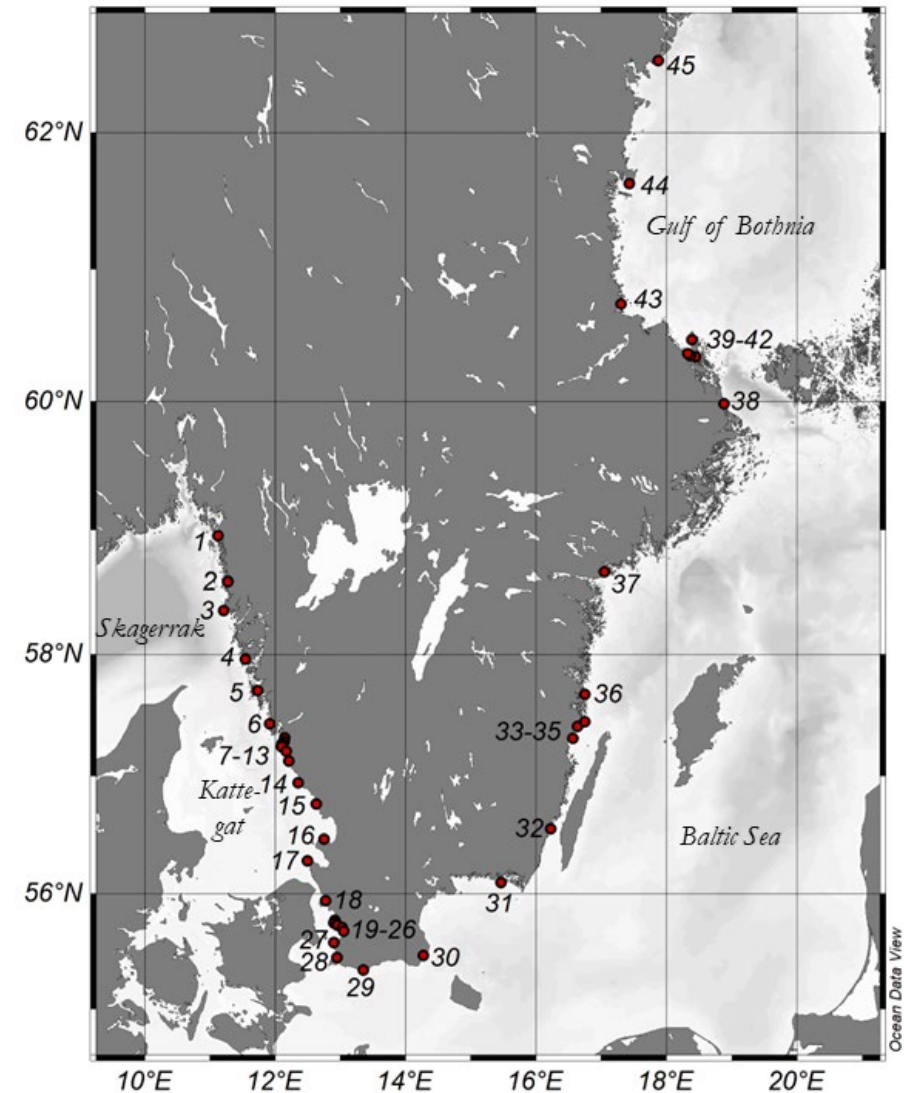 45
62°N
44
Gulf of Bothnia
43
39-42
60°N
38
1
2
37
3
Skagerrak
58°N
4
5
36
6
33-35
7-13
14
Katte-
gat
15
32
16
Baltic Sea
17
56°N
18
31
19-26
27
28
30
29
Ocean Data View
10°E 12°E 14°E 16°E 18°E 20°E